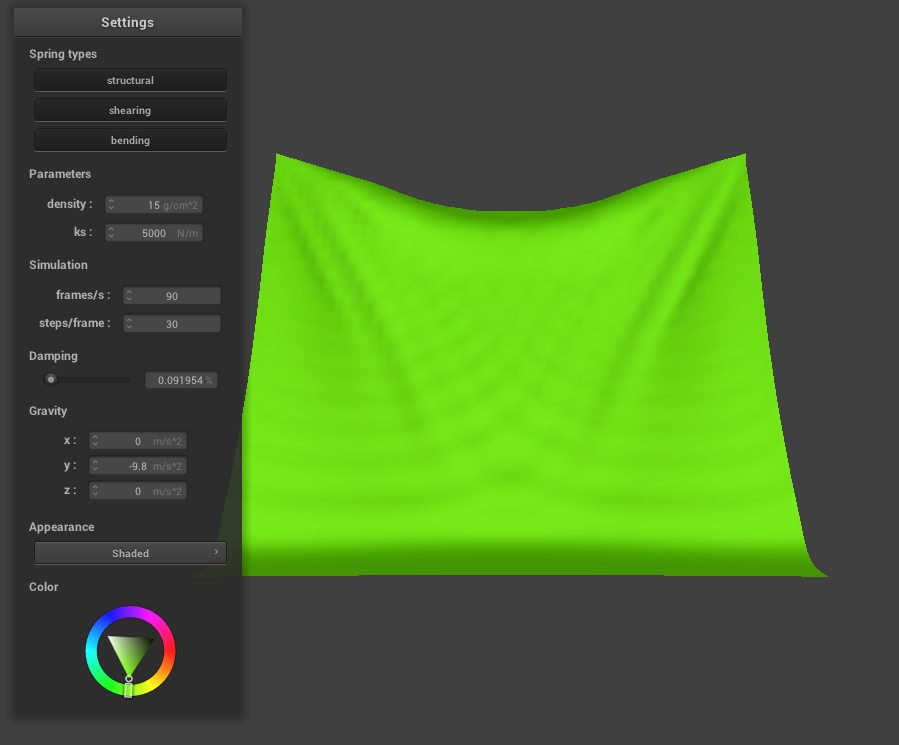 Settings
Spring types
structural
shearing
bending
Parameters
density : 15 g/cm^2
ks : 5000 N/m
Simulation
frames/s : 90
steps/frame : 30
Damping
0.091954 %
Gravity
x : 0 m/s^2
y : -9.8 m/s^2
z : 0 m/s^2
Appearance
Shaded
Color